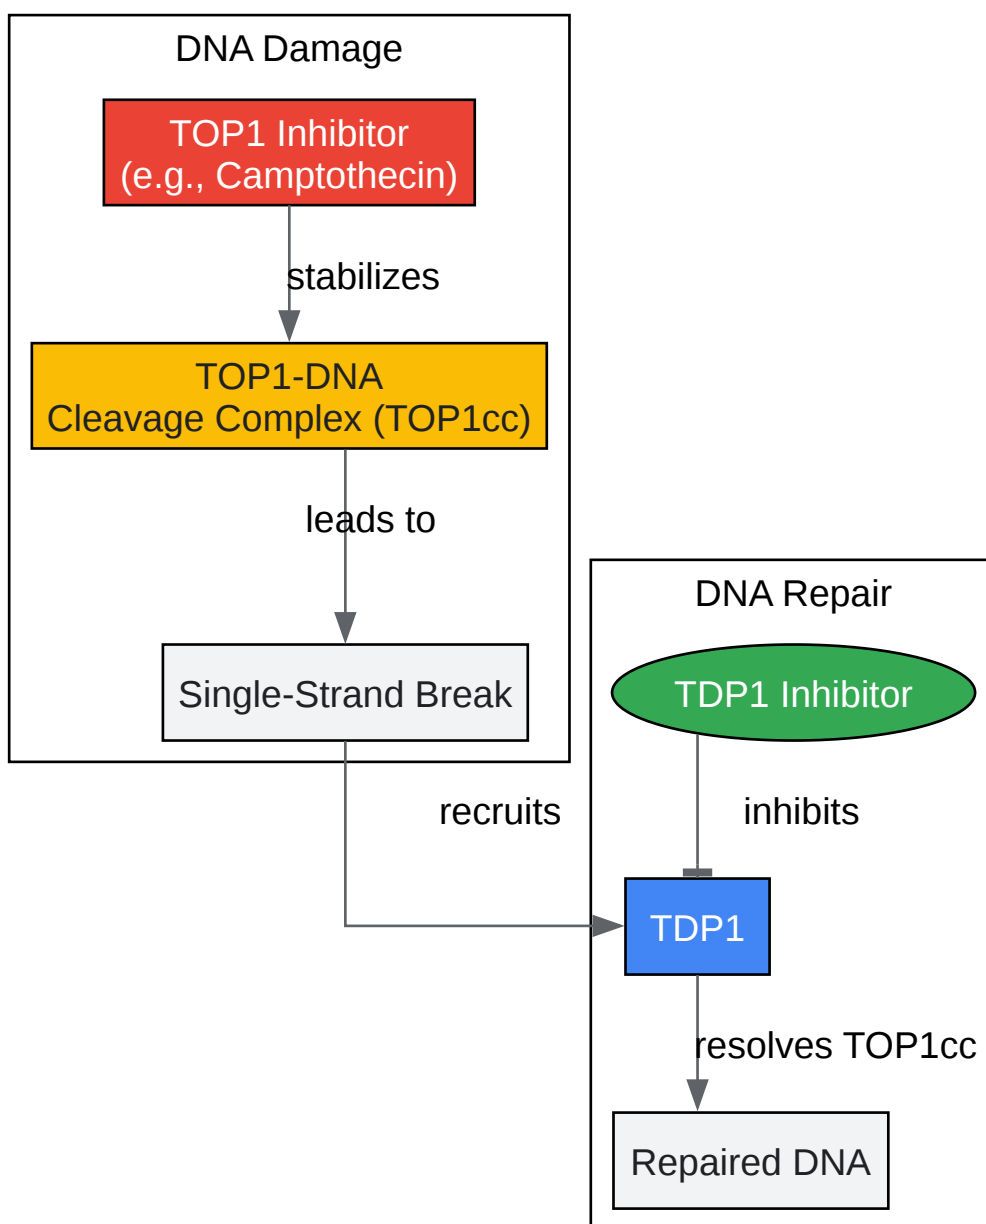 DNA Damage
TOP1 Inhibitor
(e.g., Camptothecin)
stabilizes
TOP1-DNA
Cleavage Complex (TOP1cc)
leads to
Single-Strand Break
recruits
DNA Repair
TDP1 Inhibitor
inhibits
TDP1
resolves TOP1cc
Repaired DNA